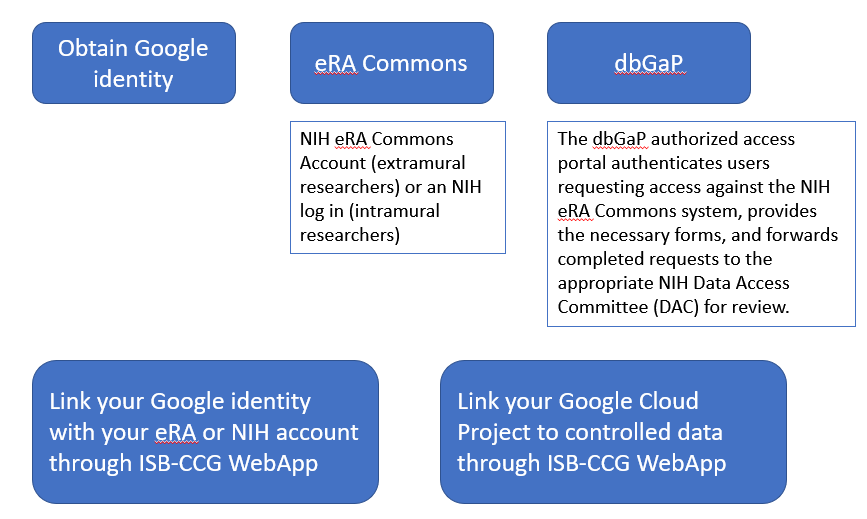 Obtain Google
identity
eRA Commons
dbGaP
NIH eRA Commons
Account (extramural
researchers) or an NIH
log in (intramural
researchers)
The dbGaP authorized access
portal authenticates users
requesting access against the NIH
eRA Commons system, provides
the necessary forms, and forwards
completed requests to the
appropriate NIH Data Access
Committee (DAC) for review.
Link your Google identity
with your eRA or NIH account
through ISB-CCG WebApp
Link your Google Cloud
Project to controlled data
through ISB-CCG WebApp